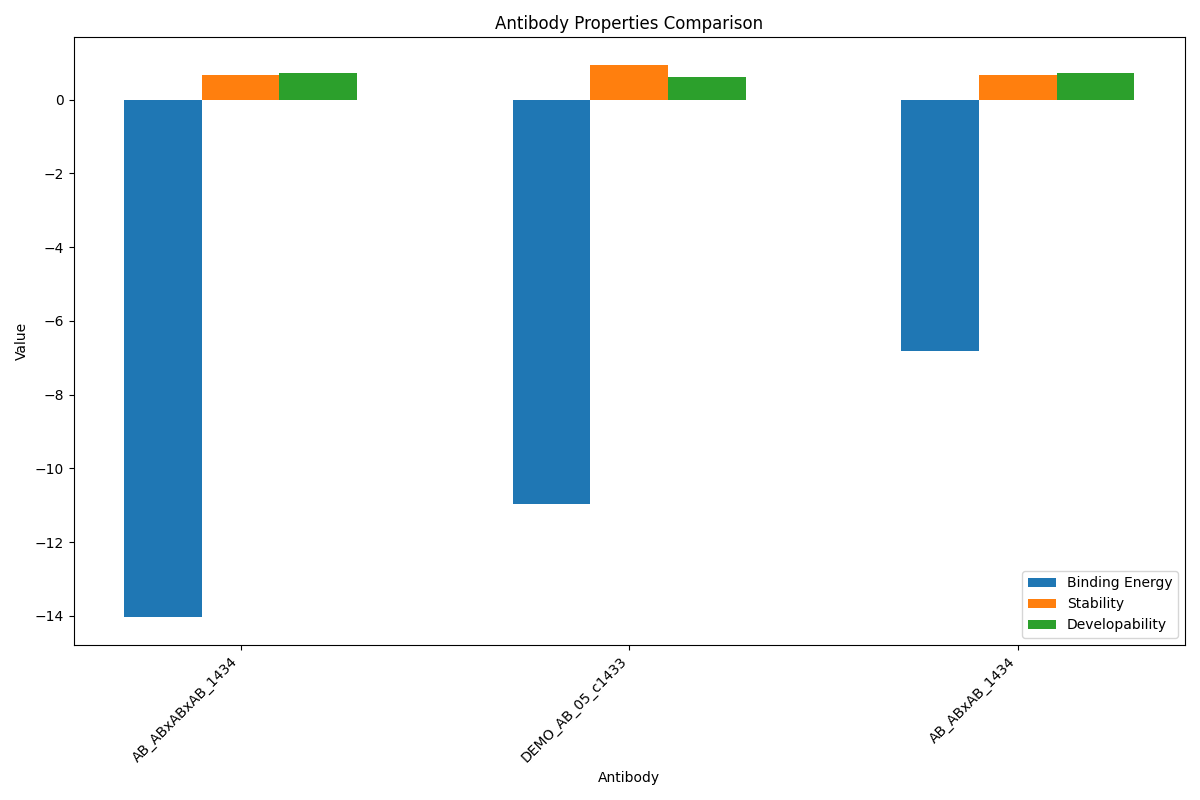 Antibody Properties Comparison
Value
0
−2
−4
−6
−8
−10
−12
−14
Binding Energy
Stability
Developability
AB_ABxABxAB_1434
DEMO_AB_05_c1433
AB_ABxAB_1434
Antibody